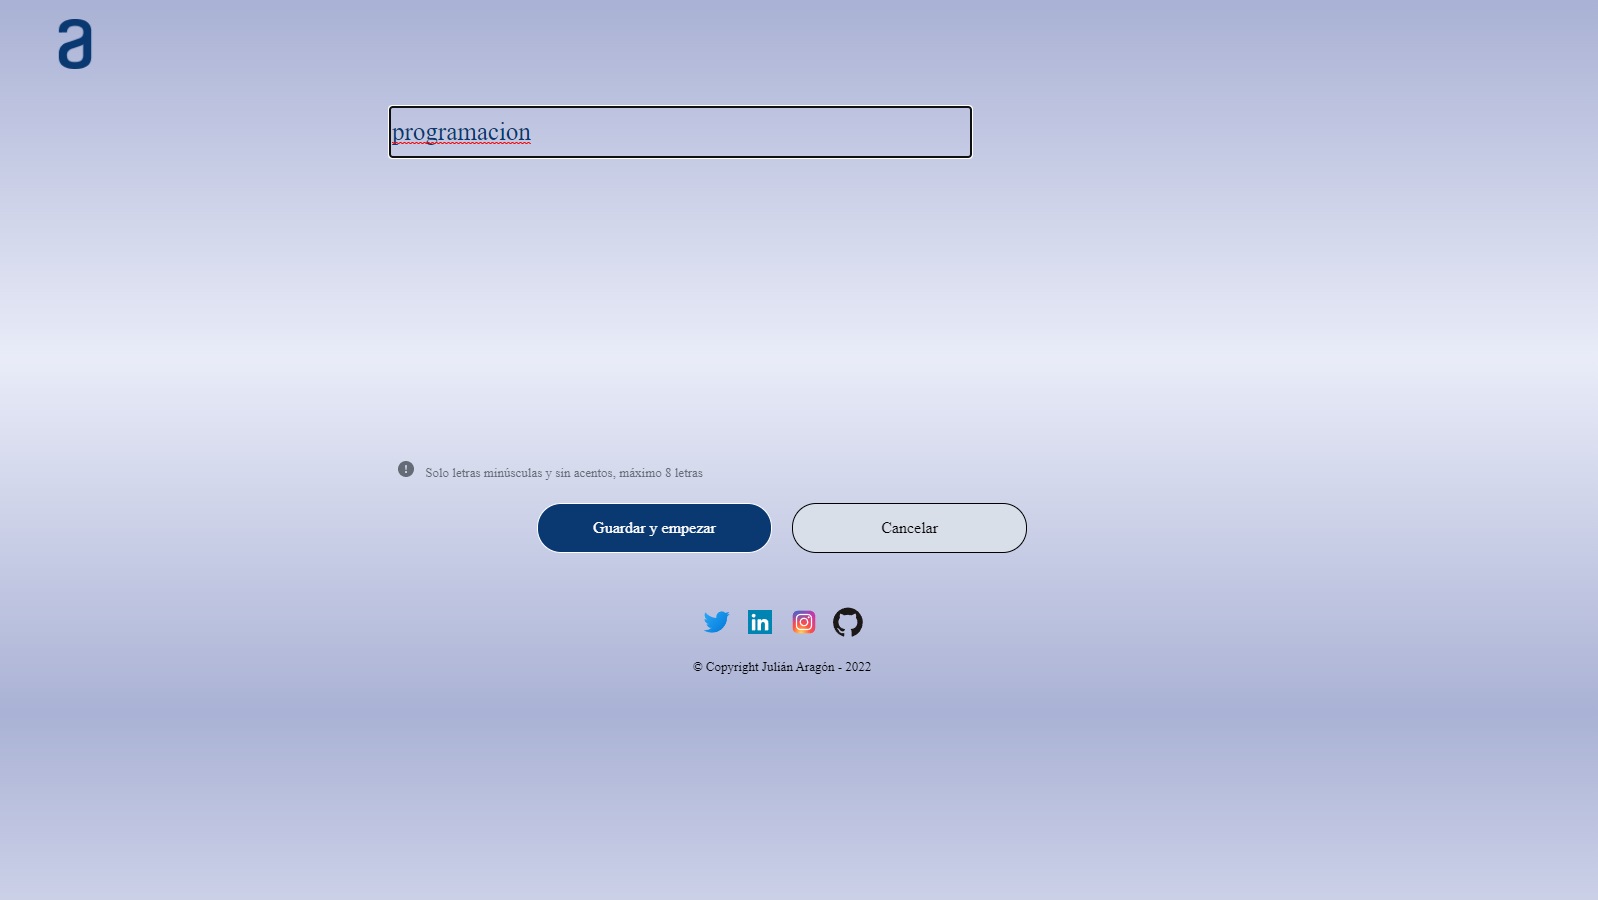 a
programacion
Solo letras minúsculas y sin acentos, máximo 8 letras
Guardar y empezar
Cancelar
© Copyright Julián Aragón - 2022